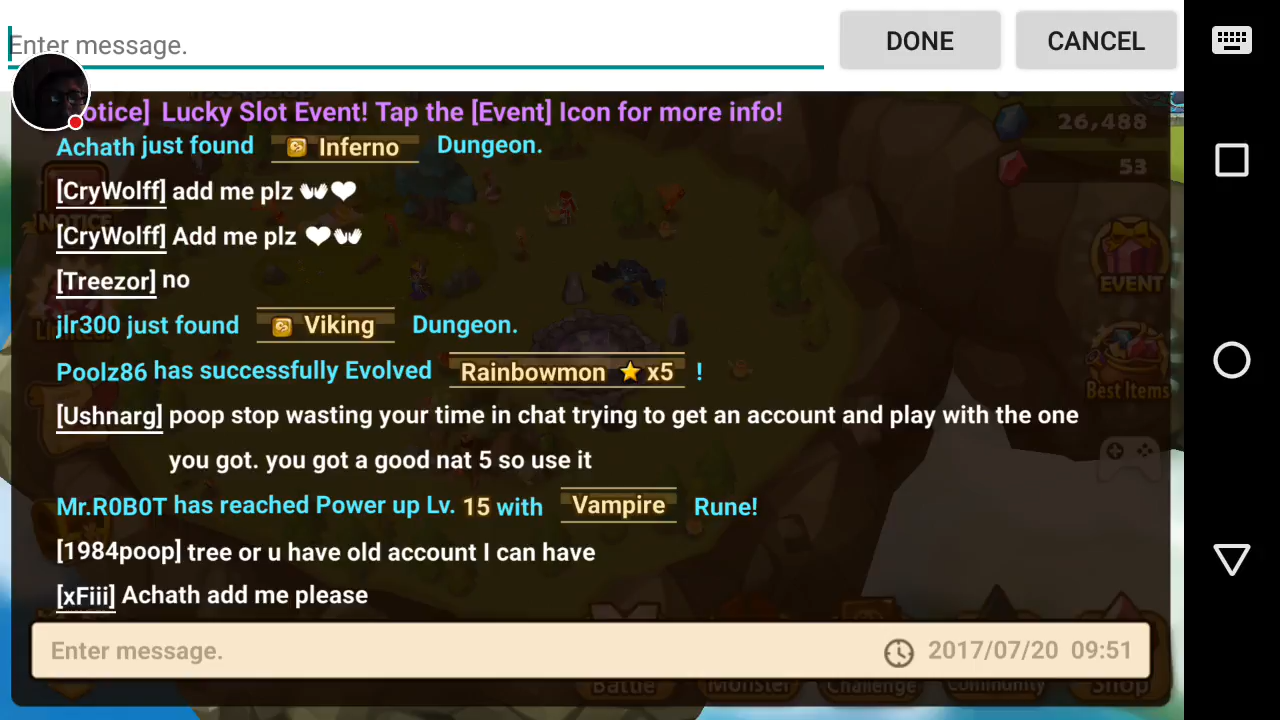 Enter message.
DONE
CANCEL
otice] Lucky Slot Event! Tap the [Event] Icon for more info!
26,488
Achath just found Inferno Dungeon.
53
[CryWolff] add me plz 👐❤
NOTICE
[CryWolff] Add me plz ❤👐
[Treezor] no
EVENT
jlr300 just found Viking Dungeon.
Poolz86 has successfully Evolved Rainbowmon ★ x5 !
Best Items
[Ushnarg] poop stop wasting your time in chat trying to get an account and play with the one
you got. you got a good nat 5 so use it
Mr.R0B0T has reached Power up Lv. 15 with Vampire Rune!
[1984poop] tree or u have old account I can have
[xFiii] Achath add me please
Enter message.
2017/07/20 09:51
Battle
Monster
Challenge
Community
Shop